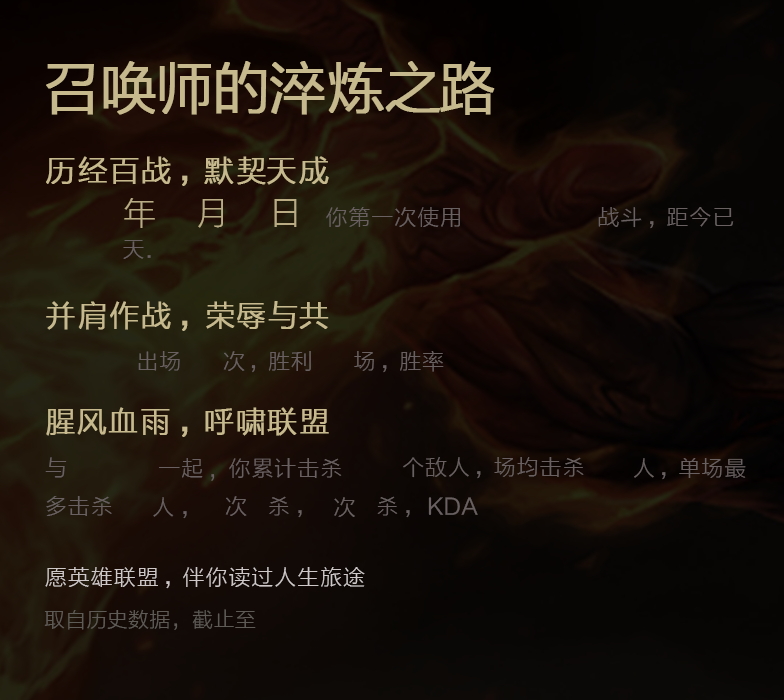 召唤师的淬炼之路
历经百战，默契天成
年 月 日 你第一次使用 战斗，距今已
天.
并肩作战，荣辱与共
出场 次，胜利 场，胜率
腥风血雨，呼啸联盟
与 一起，你累计击杀 个敌人，场均击杀 人，单场最
多击杀 人， 次 杀， 次 杀，KDA
愿英雄联盟，伴你读过人生旅途
取自历史数据，截止至